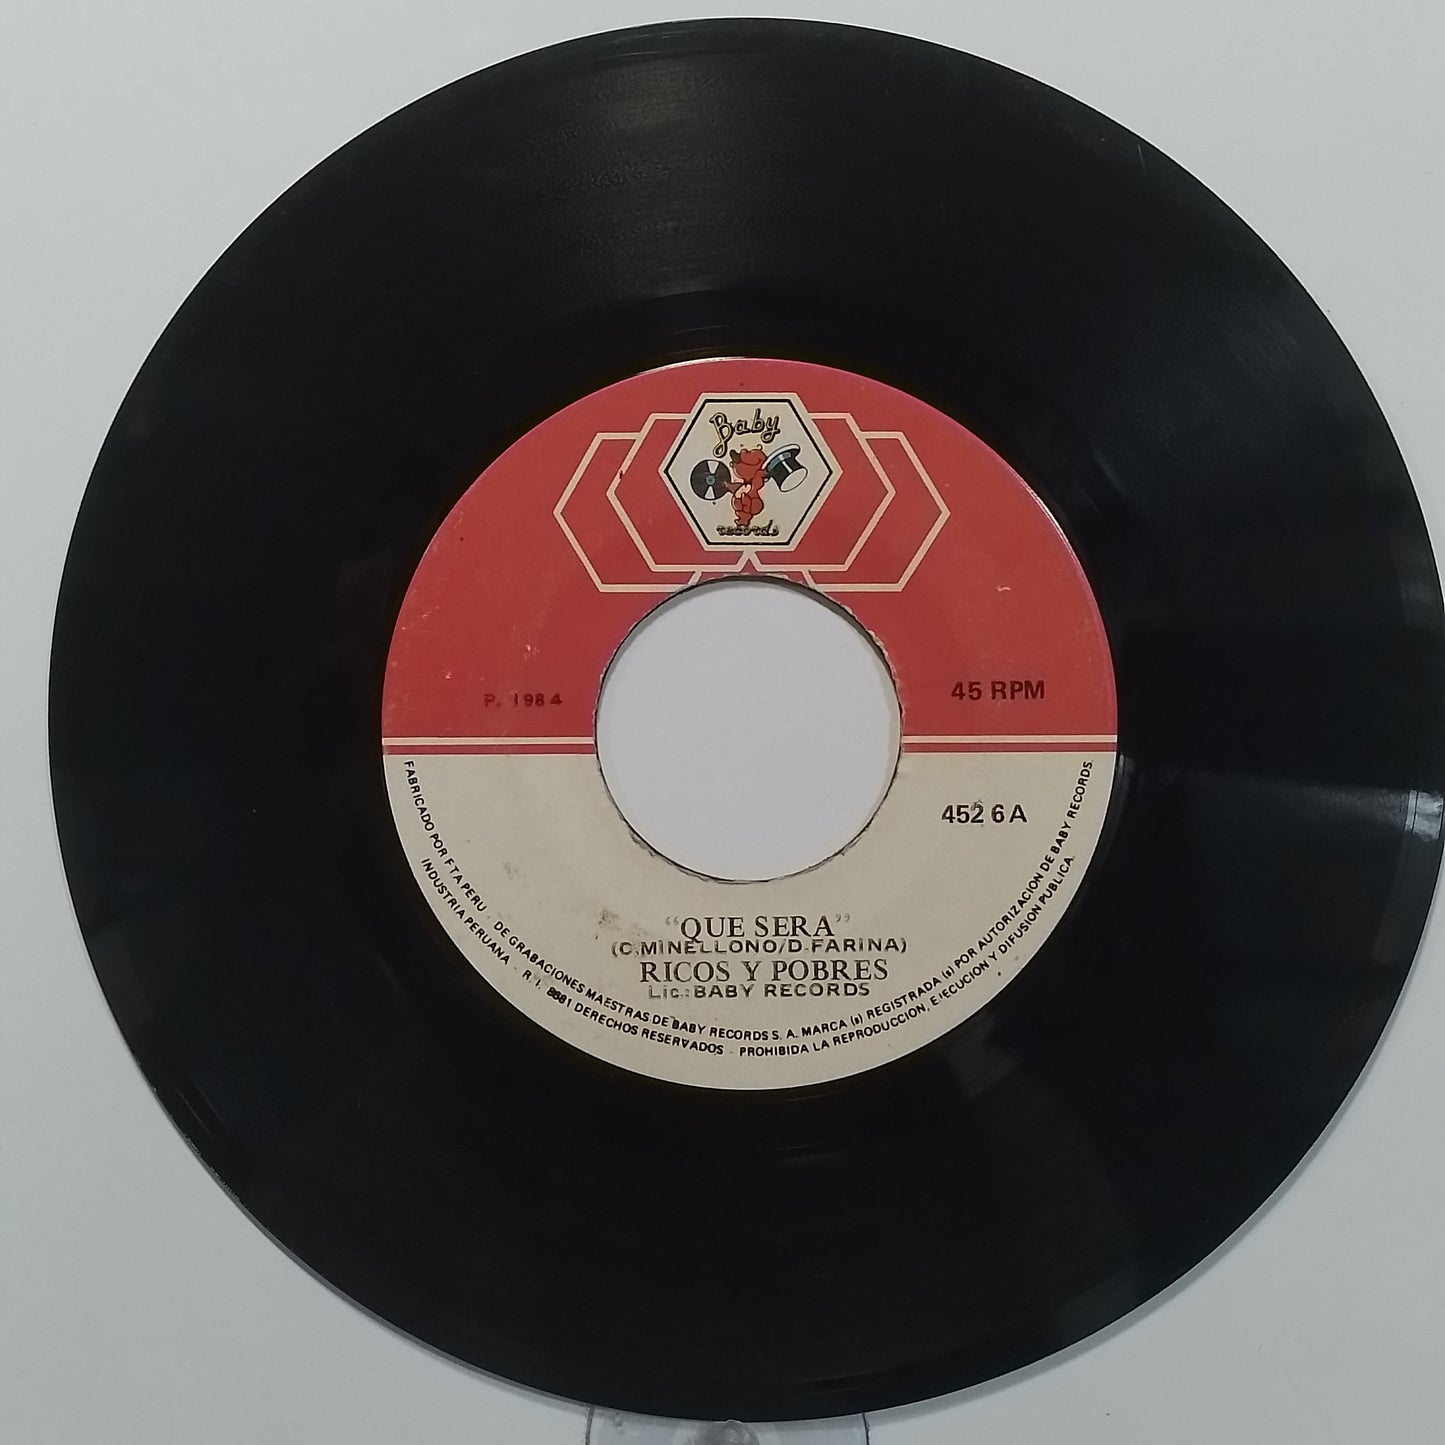 Baby
records
P. 1984
45 RPM
452 6 A
"QUE SERA"
(C.MINELLONO/D.FARINA)
RICOS Y POBRES
Lic.: BABY RECORDS
FABRICADO POR FTA PERU - DE GRABACIONES MAESTRAS DE BABY RECORDS S. A. MARCA (s) REGISTRADA (s) POR AUTORIZACION DE BABY RECORDS.
INDUSTRIA PERUANA - R. I. 8681 DERECHOS RESERVADOS - PROHIBIDA LA REPRODUCCION, EJECUCION Y DIFUSION PUBLICA.